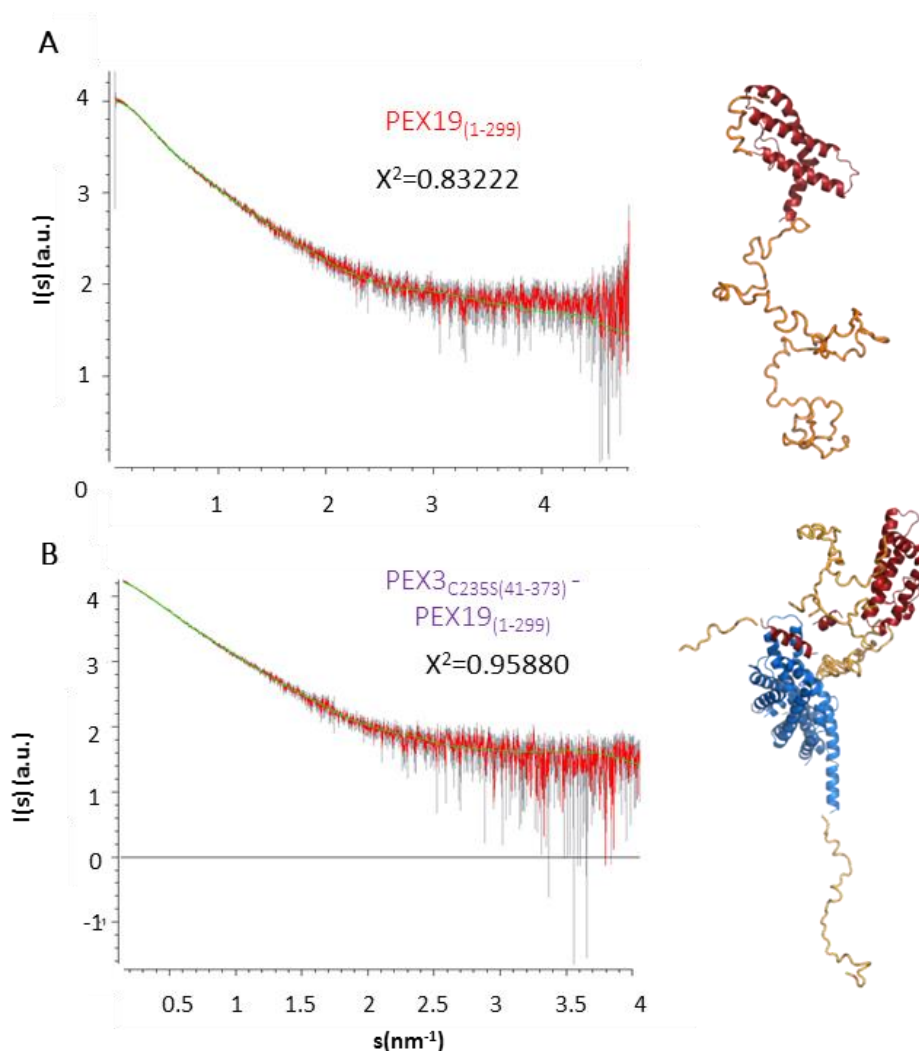 A
I(s) (a.u.)
4
3
2
1
0
1 2 3 4
PEX19(1-299)
X²=0.83222
B
I(s) (a.u.)
4
3
2
1
0
-1
0.5 1 1.5 2 2.5 3 3.5 4
s(nm⁻¹)
PEX3C235S(41-373) -
PEX19(1-299)
X²=0.95880